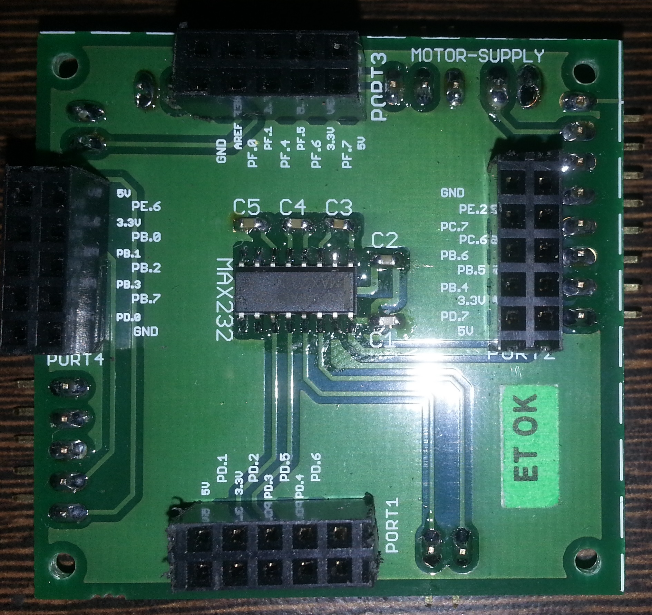 MOTOR-SUPPLY
PORT3
GND
AREF
PF.0
PF.1
PF.4
PF.5
PF.6
3.3V
PF.7
5V
5V
PE.6
3.3V
PB.0
PB.1
PB.2
PB.3
PB.7
PD.0
GND
PORT4
GND
PE.2
PC.7
PC.6
PB.6
PB.5
PB.4
3.3V
PD.7
5V
PORT2
C5 C4 C3
C2
MAX232
C1
ET OK
5V
PD.1
3.3V
PD.2
PD.3
PD.5
PD.4
PD.6
PORT1